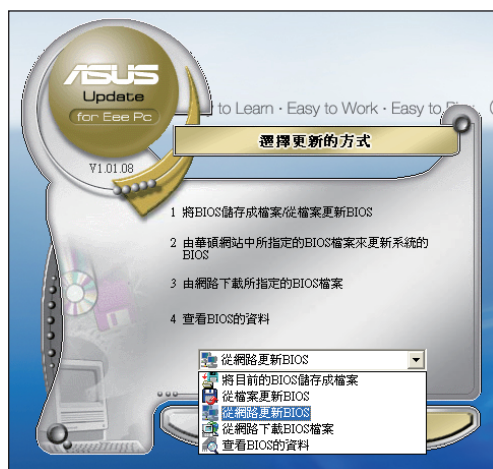 ASUS
Update
for Eee Pc
V1.01.08
to Learn · Easy to Work · Easy to
選擇更新的方式
1 將BIOS儲存成檔案/從檔案更新BIOS
2 由華碩網站中所指定的BIOS檔案來更新系統的
BIOS
3 由網路下載所指定的BIOS檔案
4 查看BIOS的資料
從網路更新BIOS
將目前的BIOS儲存成檔案
從檔案更新BIOS
從網路更新BIOS
從網路下載BIOS檔案
查看BIOS的資料